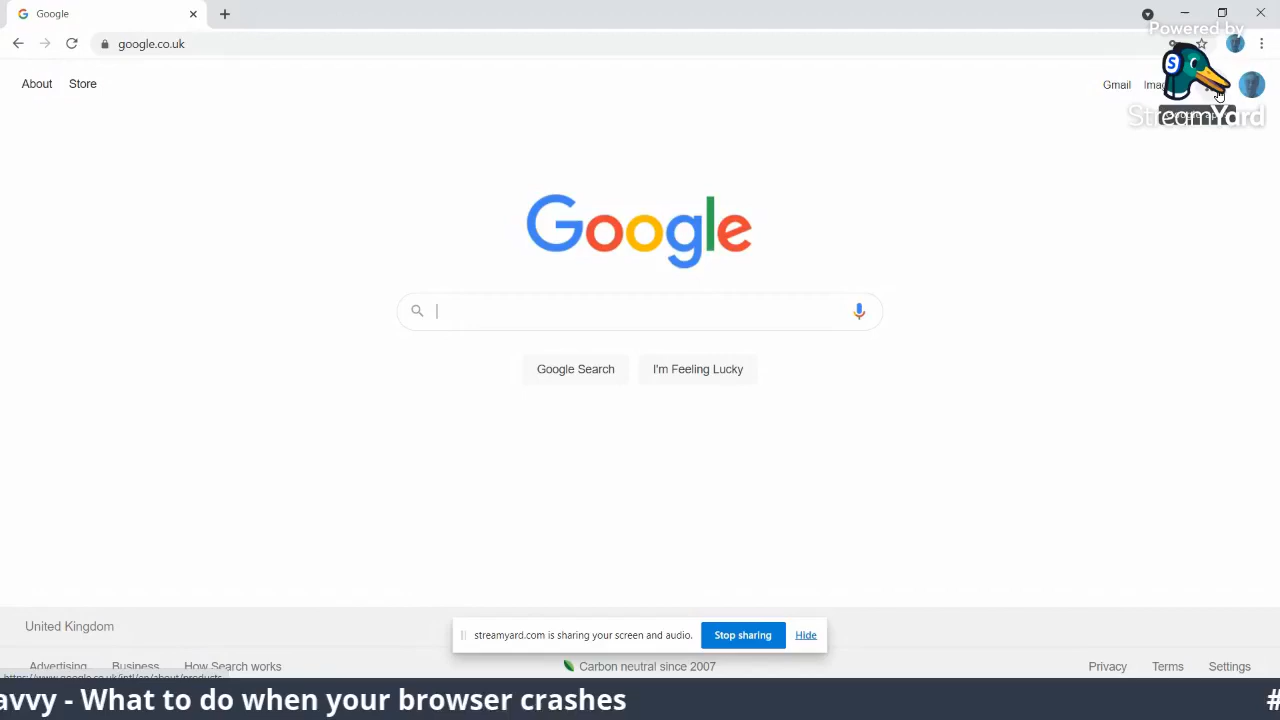 Google
google.co.uk
Powered by
About Store Gmail
StreamYard
Google
Google Search I'm Feeling Lucky
United Kingdom
streamyard.com is sharing your screen and audio. Stop sharing Hide
Advertising Business How Search works Carbon neutral since 2007 Privacy Terms Settings
avvy - What to do when your browser crashes #